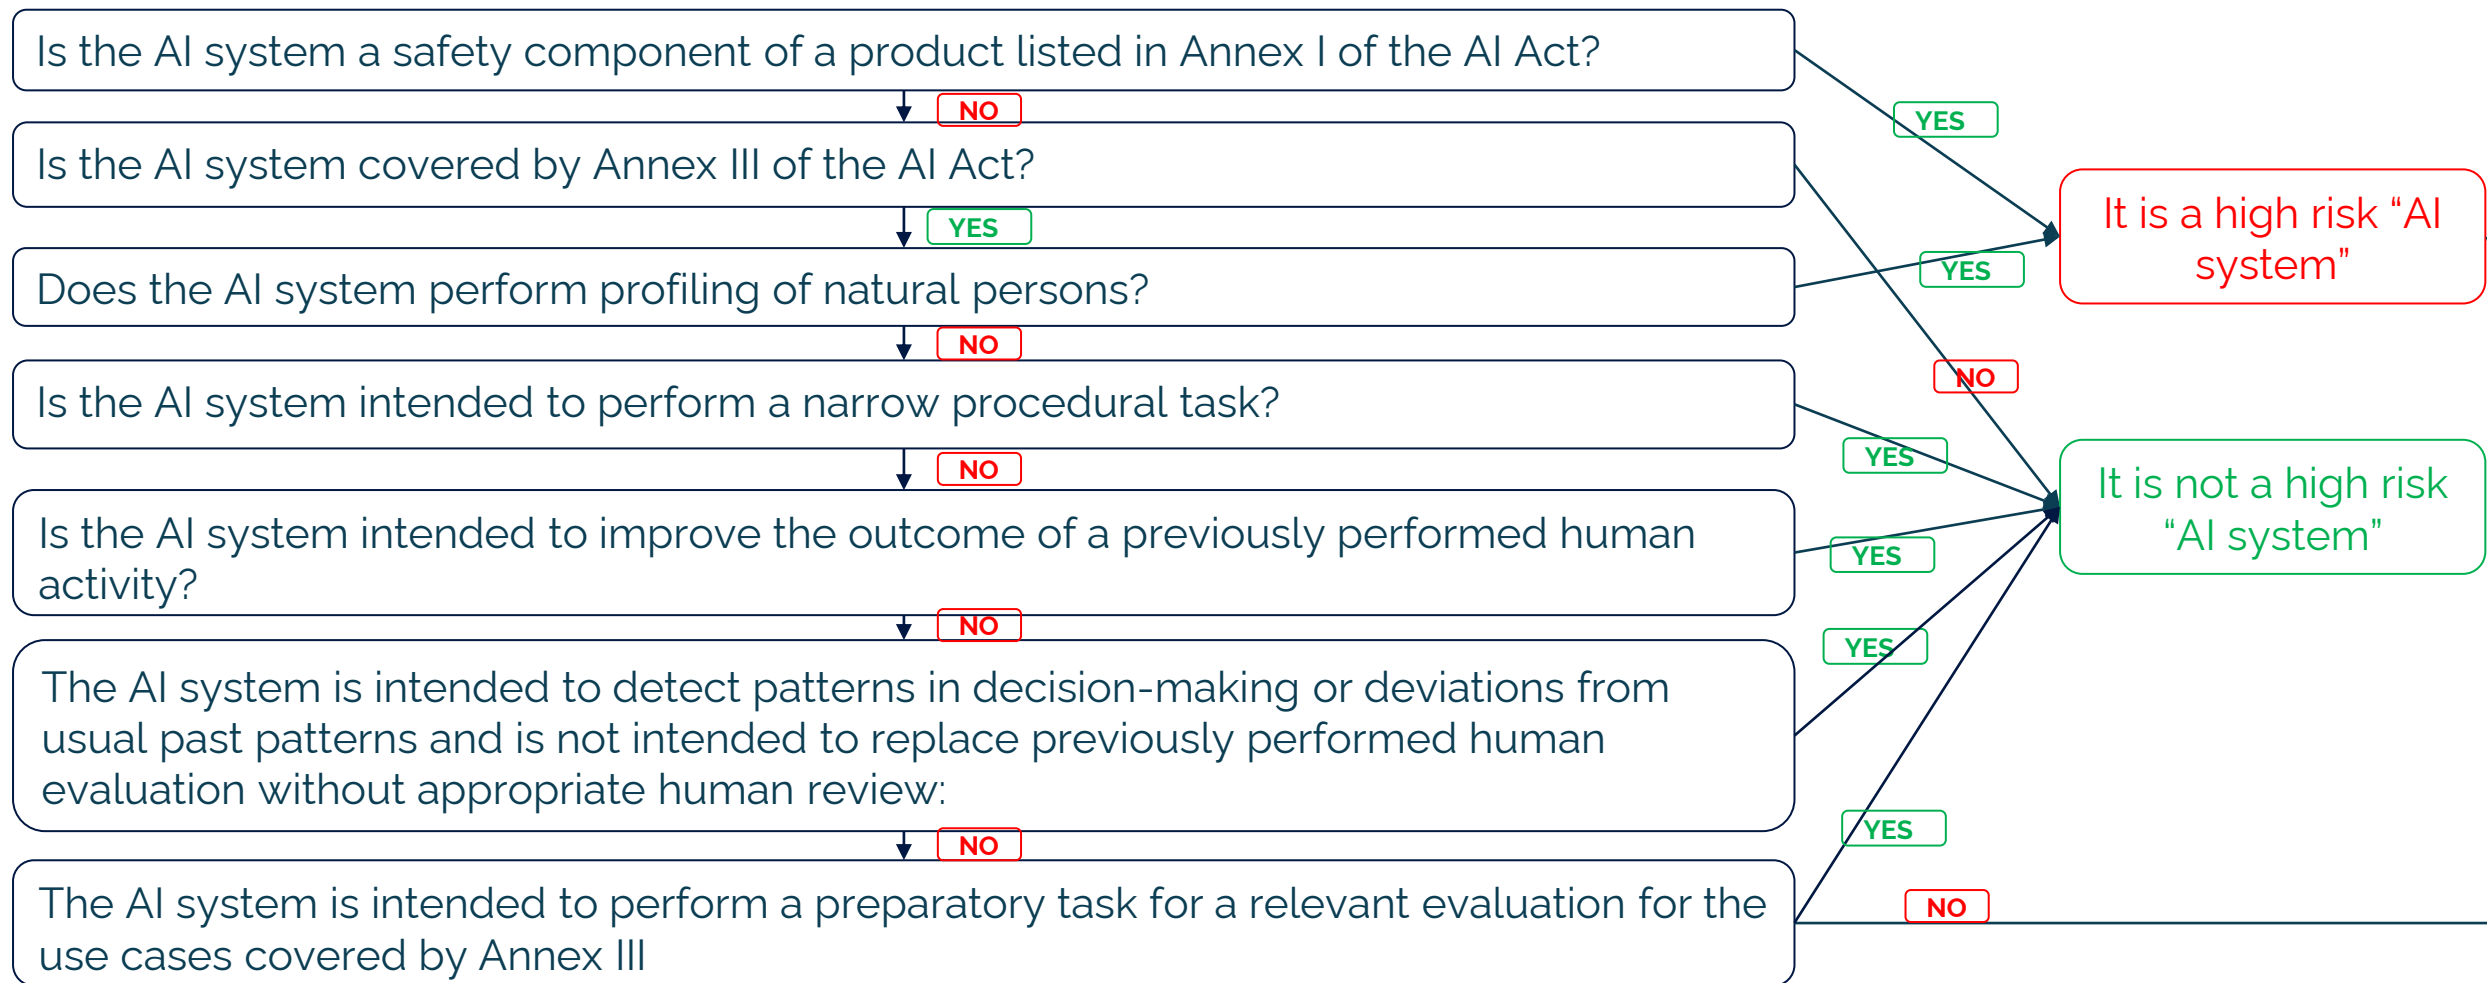 Is the AI system a safety component of a product listed in Annex I of the AI Act?
NO
YES
Is the AI system covered by Annex III of the AI Act?
YES
NO
Does the AI system perform profiling of natural persons?
YES
NO
Is the AI system intended to perform a narrow procedural task?
YES
NO
Is the AI system intended to improve the outcome of a previously performed human
activity?
YES
NO
The AI system is intended to detect patterns in decision-making or deviations from
usual past patterns and is not intended to replace previously performed human
evaluation without appropriate human review:
YES
NO
The AI system is intended to perform a preparatory task for a relevant evaluation for the
use cases covered by Annex III
YES
NO
It is a high risk “AI
system”
It is not a high risk
“AI system”